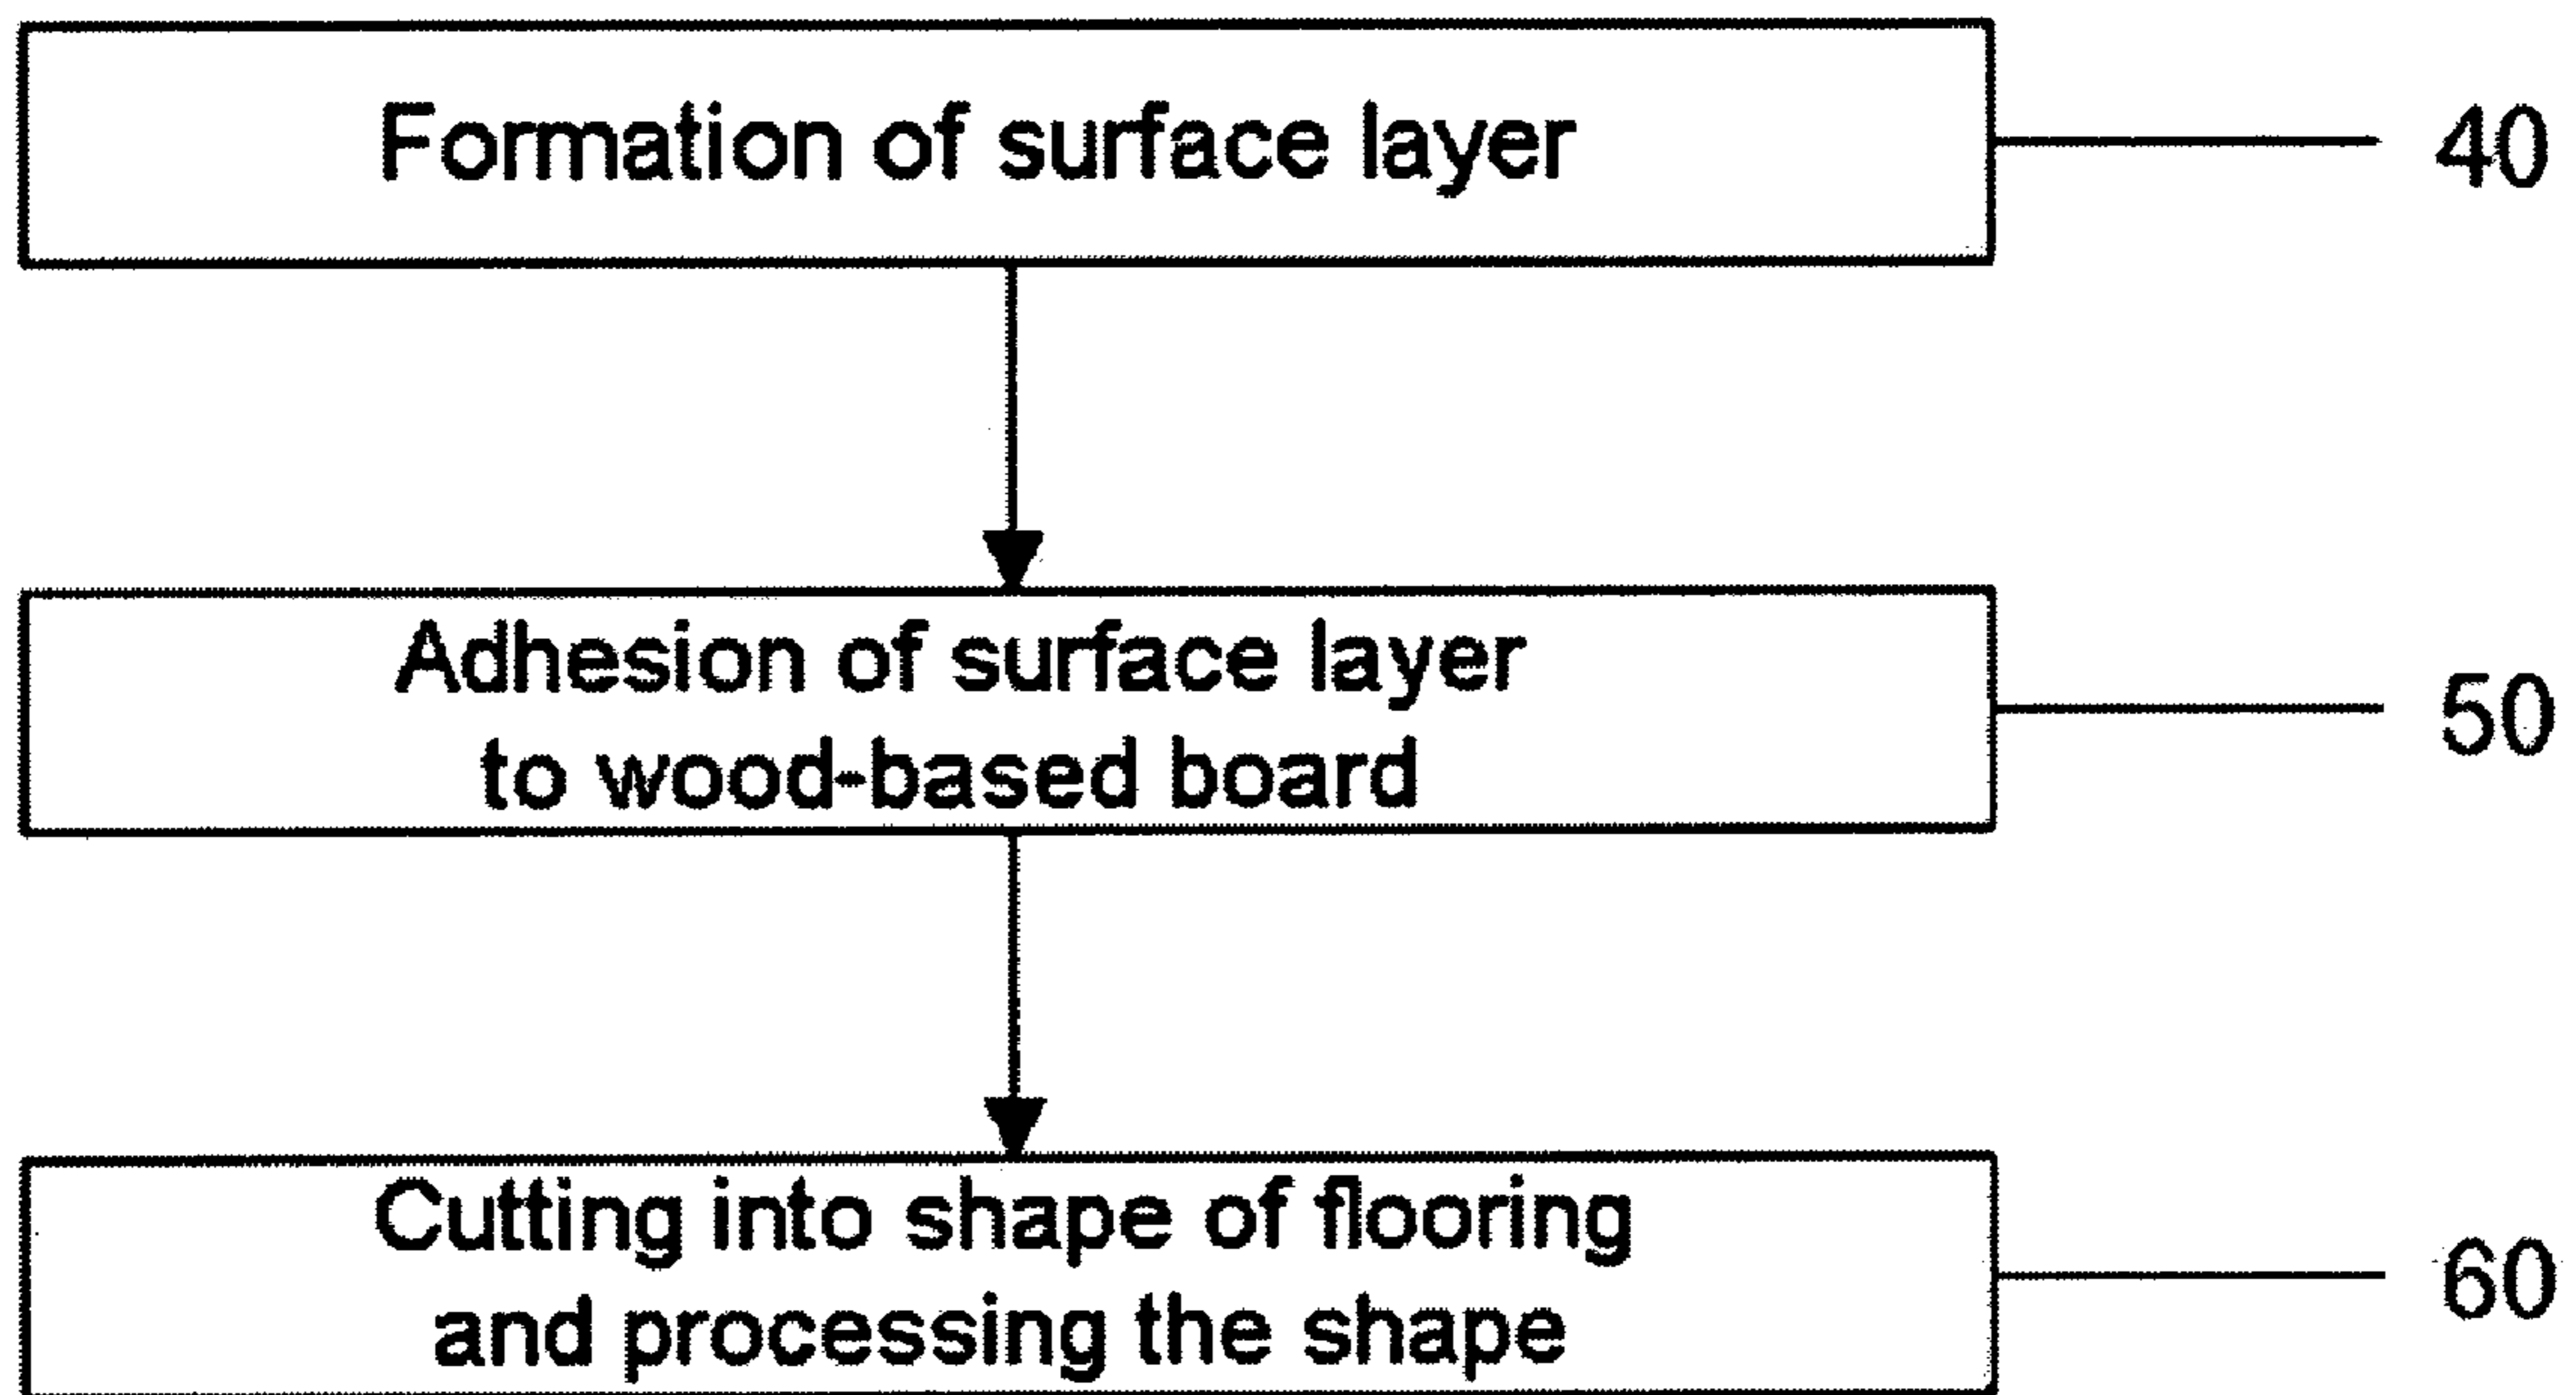 Formation of surface layer
40
Adhesion of surface layer
to wood-based board
50
Cutting into shape of flooring
and processing the shape
60